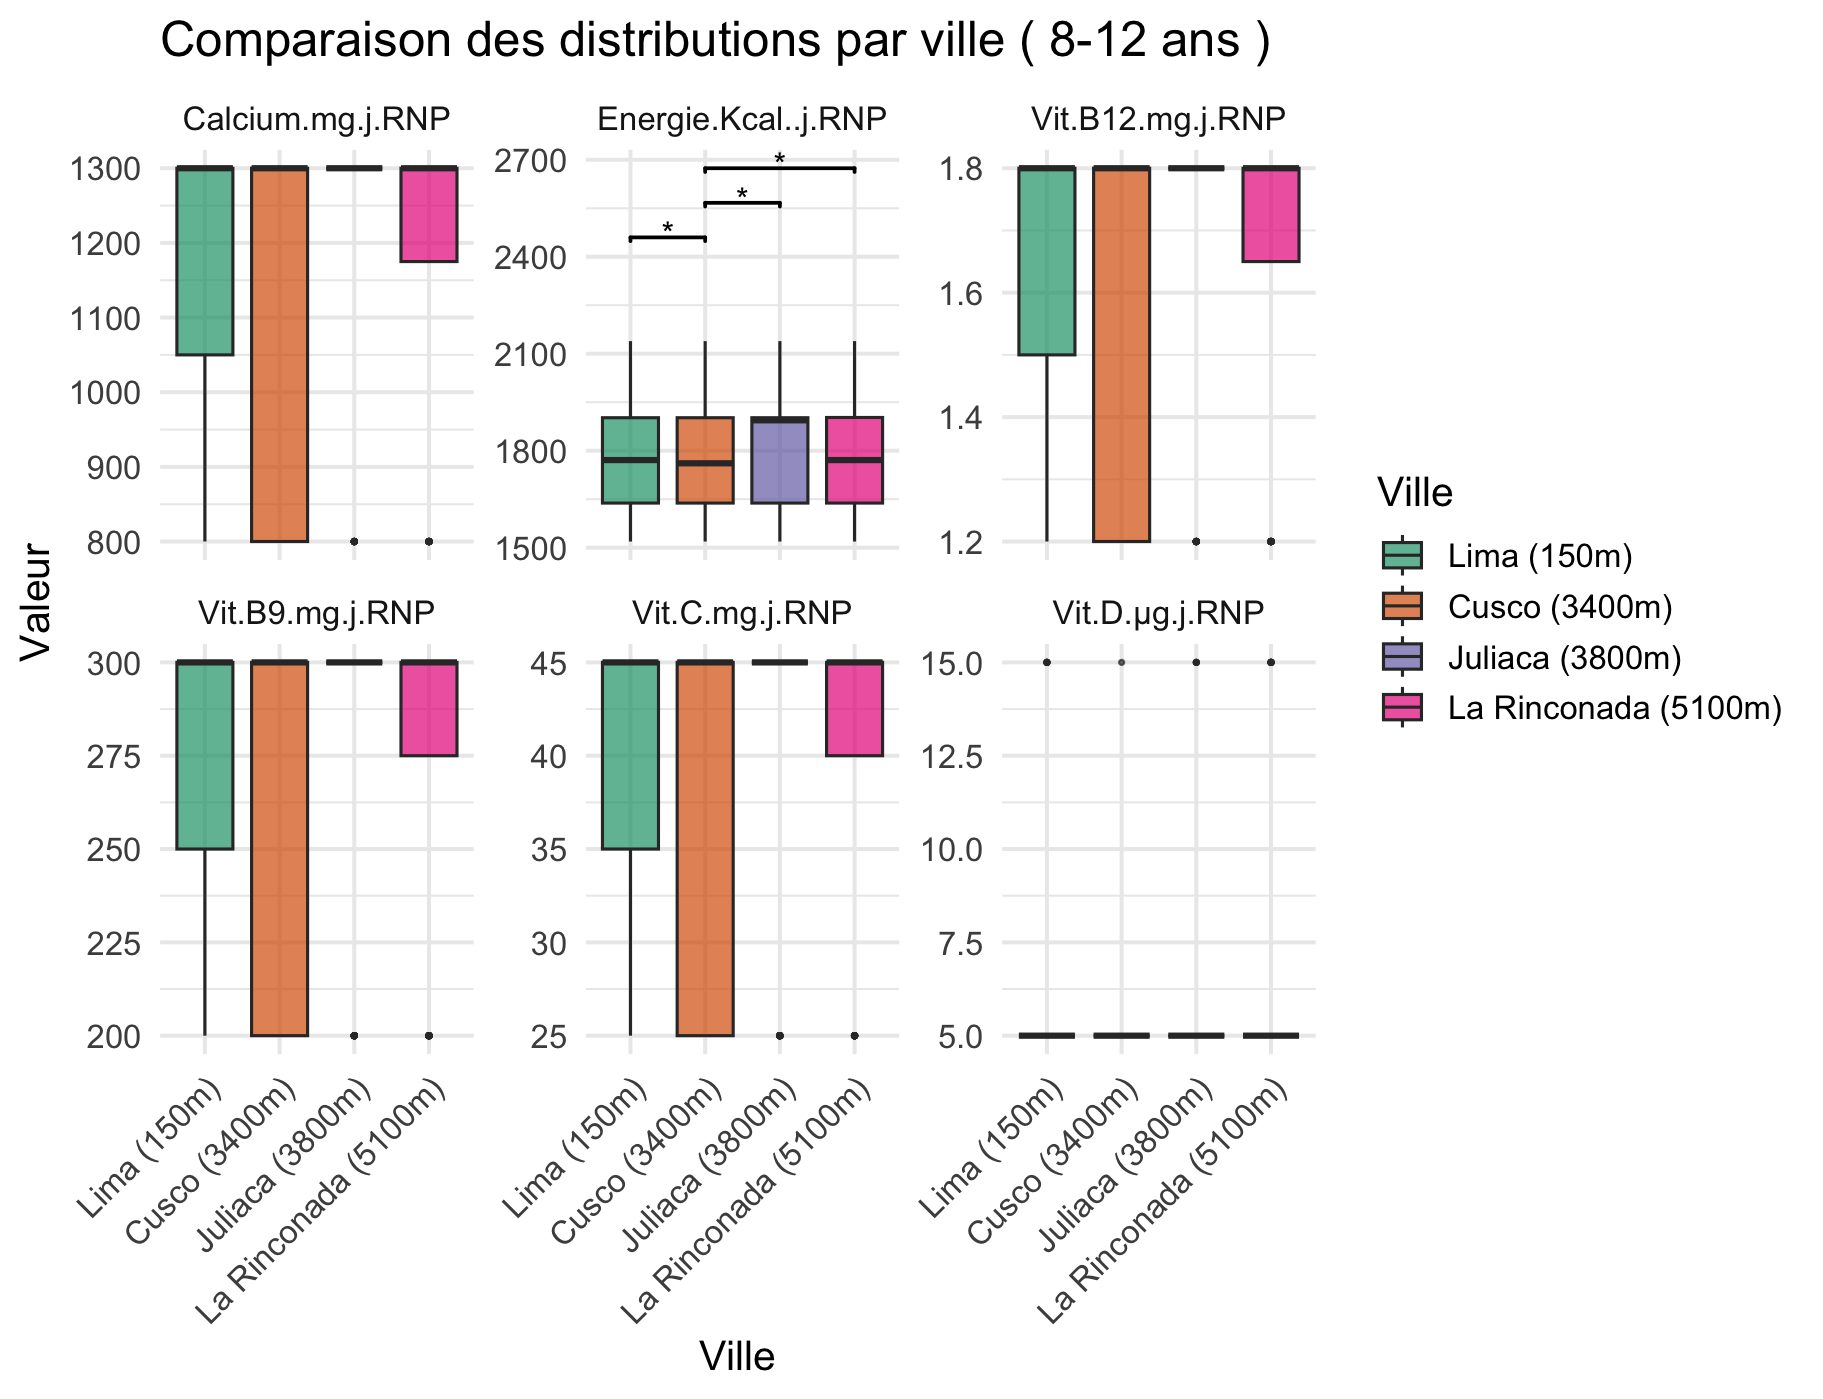 Comparaison des distributions par ville ( 8-12 ans )
Calcium.mg.j.RNP
Energie.Kcal..j.RNP
Vit.B12.mg.j.RNP
1300
1200
1100
1000
900
800
2700
2400
2100
1800
1500
*
*
*
1.8
1.6
1.4
1.2
Vit.B9.mg.j.RNP
Vit.C.mg.j.RNP
Vit.D.µg.j.RNP
300
275
250
225
200
45
40
35
30
25
15.0
12.5
10.0
7.5
5.0
Lima (150m)
Cusco (3400m)
Juliaca (3800m)
La Rinconada (5100m)
Lima (150m)
Cusco (3400m)
Juliaca (3800m)
La Rinconada (5100m)
Lima (150m)
Cusco (3400m)
Juliaca (3800m)
La Rinconada (5100m)
Valeur
Ville
Ville
Lima (150m)
Cusco (3400m)
Juliaca (3800m)
La Rinconada (5100m)